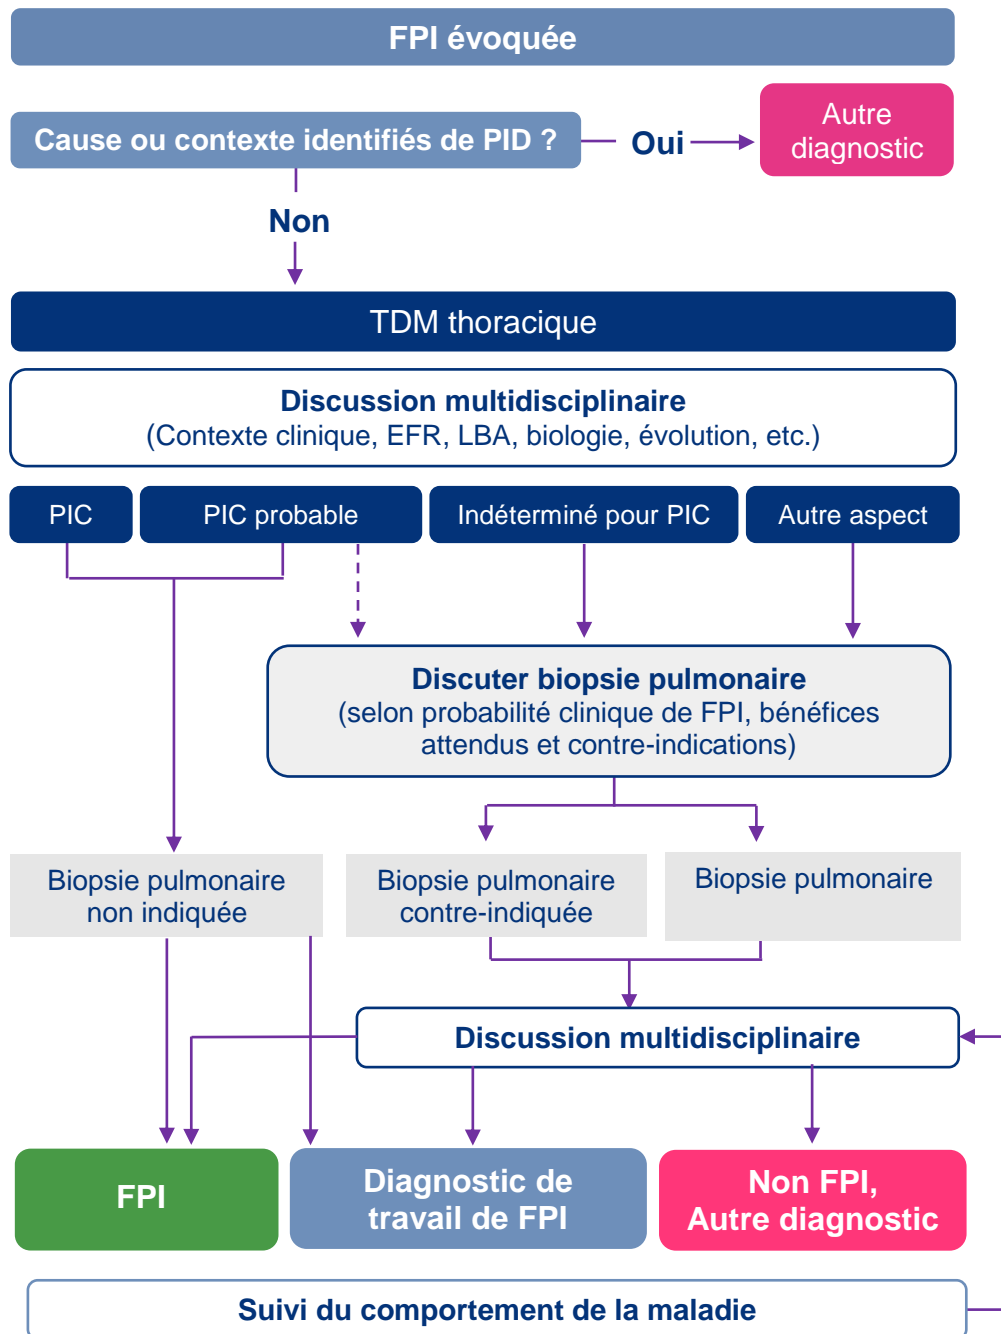 FPI évoquée
Cause ou contexte identifiés de PID ?
Oui
Autre
diagnostic
Non
TDM thoracique
Discussion multidisciplinaire
(Contexte clinique, EFR, LBA, biologie, évolution, etc.)
PIC
PIC probable
Indéterminé pour PIC
Autre aspect
Discuter biopsie pulmonaire
(selon probabilité clinique de FPI, bénéfices
attendus et contre-indications)
Biopsie pulmonaire
non indiquée
Biopsie pulmonaire
contre-indiquée
Biopsie pulmonaire
Discussion multidisciplinaire
FPI
Diagnostic de
travail de FPI
Non FPI,
Autre diagnostic
Suivi du comportement de la maladie